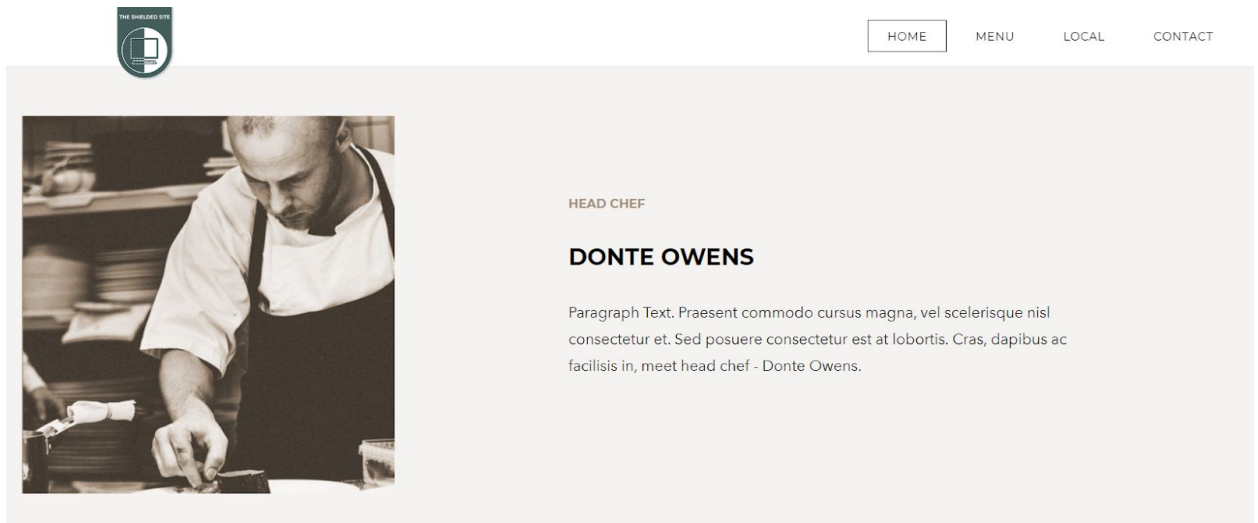 THE SHIELDED SITE
HOME MENU LOCAL CONTACT
HEAD CHEF
DONTE OWENS
Paragraph Text. Praesent commodo cursus magna, vel scelerisque nisl
consectetur et. Sed posuere consectetur est at lobortis. Cras, dapibus ac
facilisis in, meet head chef - Donte Owens.